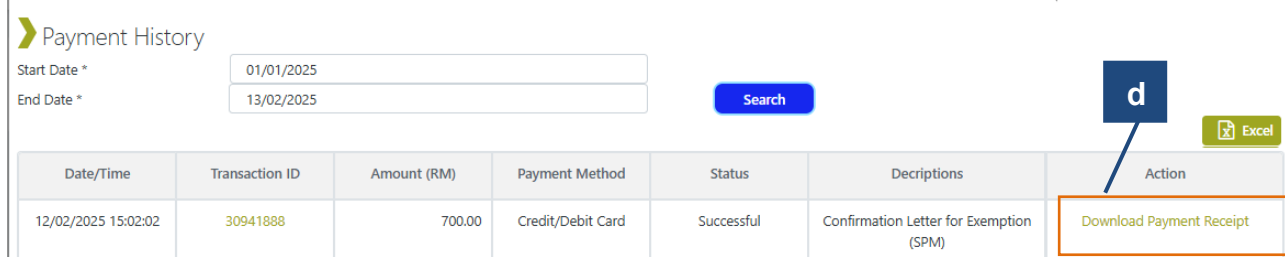 Payment History
Start Date * 01/01/2025
End Date * 13/02/2025
Search
d
Excel
Date/Time Transaction ID Amount (RM) Payment Method Status Decriptions Action
12/02/2025 15:02:02 30941888 700.00 Credit/Debit Card Successful Confirmation Letter for Exemption Download Payment Receipt
(SPM)